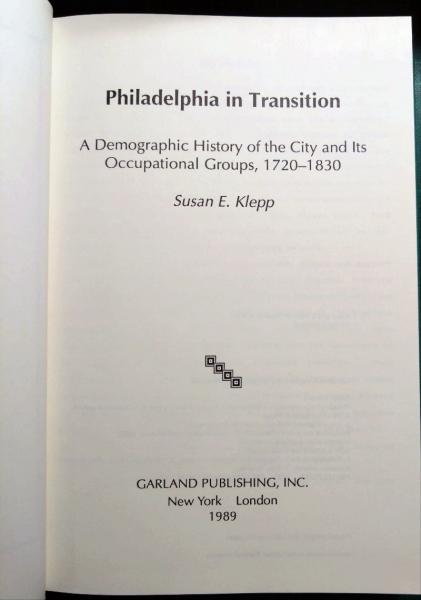 Philadelphia in Transition
A Demographic History of the City and Its
Occupational Groups, 1720–1830
Susan E. Klepp
GARLAND PUBLISHING, INC.
New York London
1989